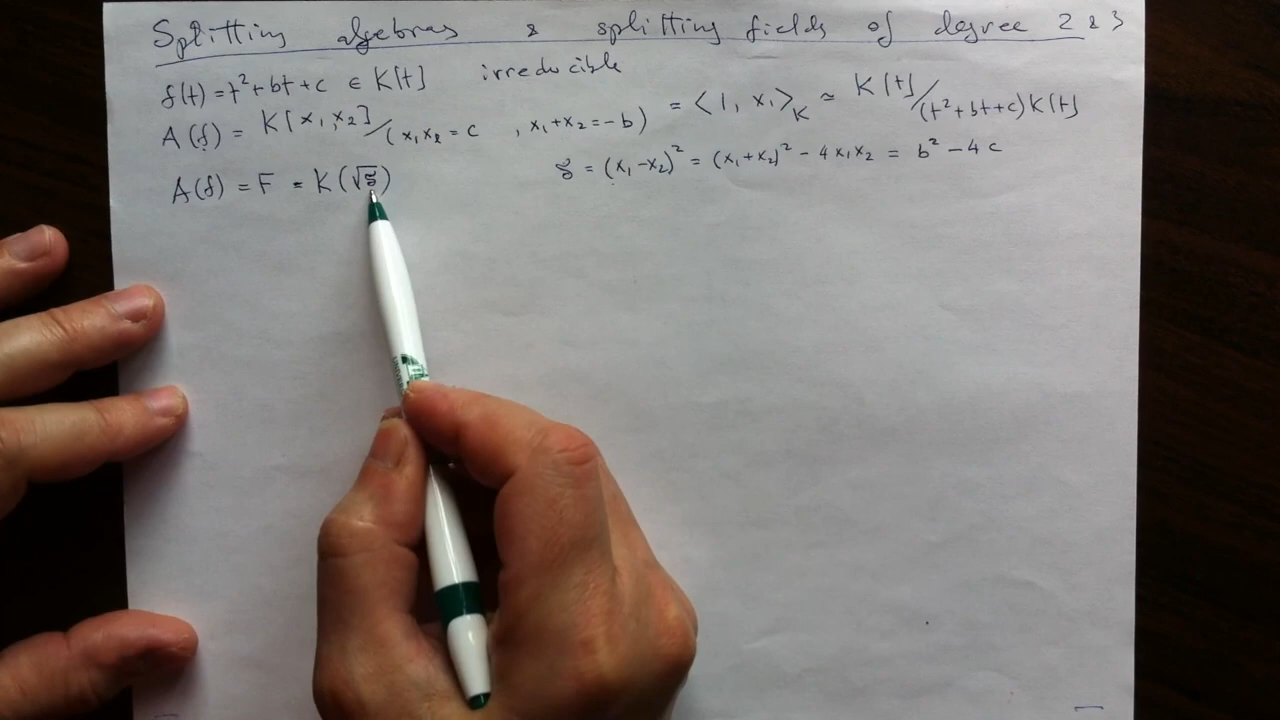 Splitting algebras & splitting fields of degree 2 & 3
f(t) = t² + bt + c ∈ K[t] irreducible
A(f) = K[x₁,x₂]/(x₁x₂ = c , x₁+x₂ = -b) = <1, x₁>_K ≃ K[t]/(t²+bt+c)K[t]
A(f) = F = K(√δ) δ = (x₁-x₂)² = (x₁+x₂)² - 4x₁x₂ = b² - 4c